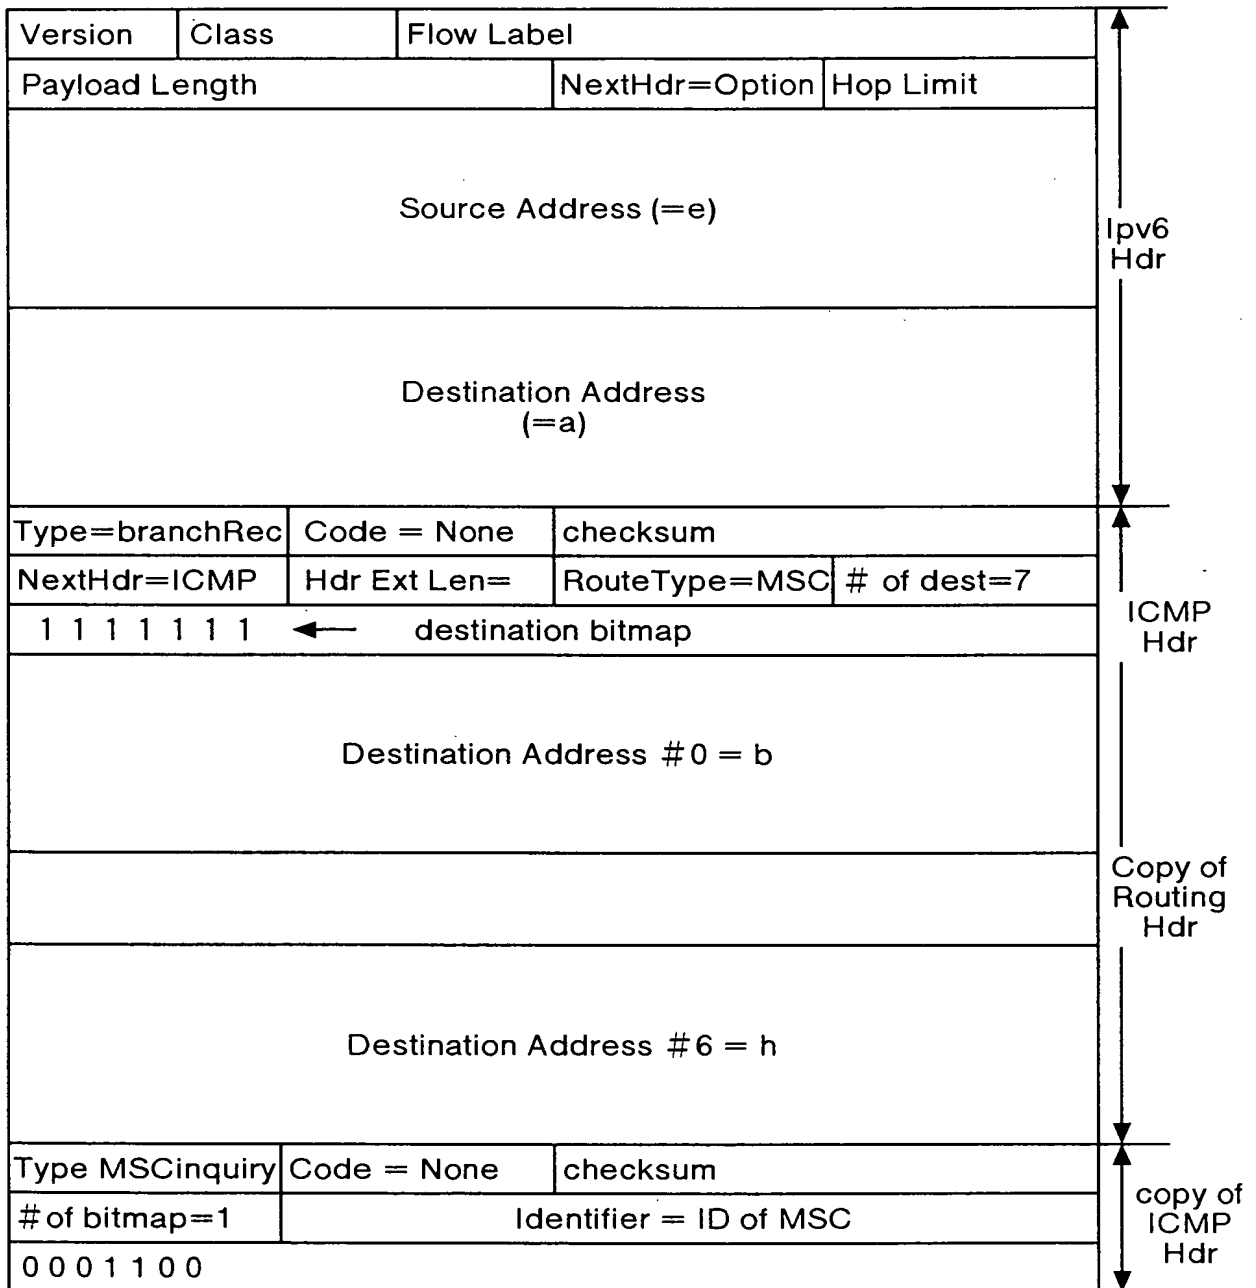 Version Class Flow Label
Payload Length NextHdr=Option Hop Limit
Source Address (=e)
Ipv6
Hdr
Destination Address
(=a)
Type=branchRec Code = None checksum
NextHdr=ICMP Hdr Ext Len= RouteType=MSC # of dest=7
1 1 1 1 1 1 1 ← destination bitmap
ICMP
Hdr
Destination Address #0 = b
Copy of
Routing
Hdr
Destination Address #6 = h
Type MSCinquiry Code = None checksum
# of bitmap=1 Identifier = ID of MSC
0 0 0 1 1 0 0
copy of
ICMP
Hdr